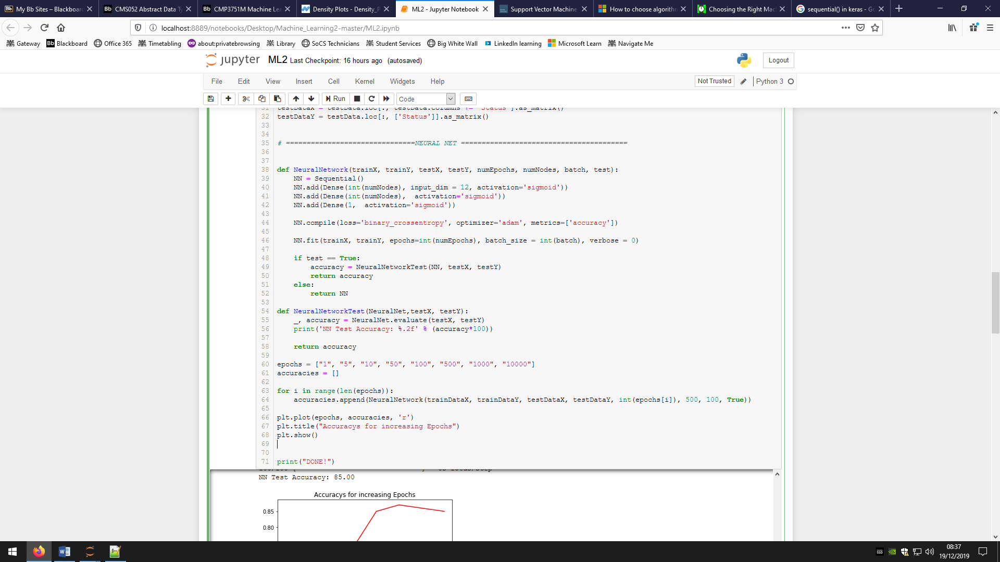 My Bb Sites – Blackboar
CMS052 Abstract Data Ty
CMP3751M Machine Lea
Density Plots - Density_P
ML2 - Jupyter Notebook
Support Vector Machine
How to choose algorithm
Choosing the Right Mac
sequential() in keras - Go
localhost:8889/notebooks/Desktop/Machine_Learning2-master/ML2.ipynb
Gateway Blackboard Office 365 Timetabling about:privatebrowsing Library SoCS Technicians Student Services Big White Wall LinkedIn learning Microsoft Learn Navigate Me
jupyter ML2 Last Checkpoint: 16 hours ago (autosaved) Logout
File Edit View Insert Cell Kernel Widgets Help Not Trusted Python 3
Run Code
31 testDataX = testData.loc[:, testData.columns != 'Status'].as_matrix()
32 testDataY = testData.loc[:, ['Status']].as_matrix()
33
34
35 # ===============================NEURAL NET ========================================
36
37
38 def NeuralNetwork(trainX, trainY, testX, testY, numEpochs, numNodes, batch, test):
39     NN = Sequential()
40     NN.add(Dense(int(numNodes), input_dim = 12, activation='sigmoid'))
41     NN.add(Dense(int(numNodes),  activation='sigmoid'))
42     NN.add(Dense(1,  activation='sigmoid'))
43
44     NN.compile(loss='binary_crossentropy', optimizer='adam', metrics=['accuracy'])
45
46     NN.fit(trainX, trainY, epochs=int(numEpochs), batch_size = int(batch), verbose = 0)
47
48     if test == True:
49         accuracy = NeuralNetworkTest(NN, testX, testY)
50         return accuracy
51     else:
52         return NN
53
54 def NeuralNetworkTest(NeuralNet,testX, testY):
55     _, accuracy = NeuralNet.evaluate(testX, testY)
56     print('NN Test Accuracy: %.2f' % (accuracy*100))
57
58     return accuracy
59
60 epochs = ["1", "5", "10", "50", "100", "500", "1000", "10000"]
61 accuracies = []
62
63 for i in range(len(epochs)):
64     accuracies.append(NeuralNetwork(trainDataX, trainDataY, testDataX, testDataY, int(epochs[i]), 500, 100, True))
65
66 plt.plot(epochs, accuracies, 'r')
67 plt.title("Accuracys for increasing Epochs")
68 plt.show()
69
70
71 print("DONE!")
NN Test Accuracy: 85.00
Accuracys for increasing Epochs
0.85
0.80
08:37
19/12/2019